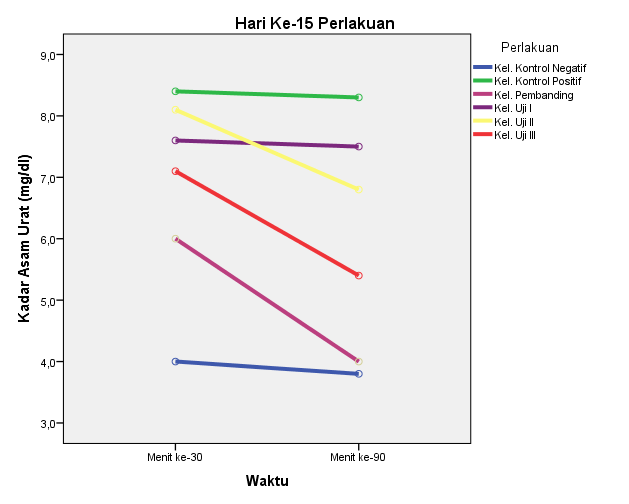 Hari Ke-15 Perlakuan
Perlakuan
Kel. Kontrol Negatif
Kel. Kontrol Positif
Kel. Pembanding
Kel. Uji I
Kel. Uji II
Kel. Uji III
Kadar Asam Urat (mg/dl)
9,0
8,0
7,0
6,0
5,0
4,0
3,0
Menit ke-30
Menit ke-90
Waktu